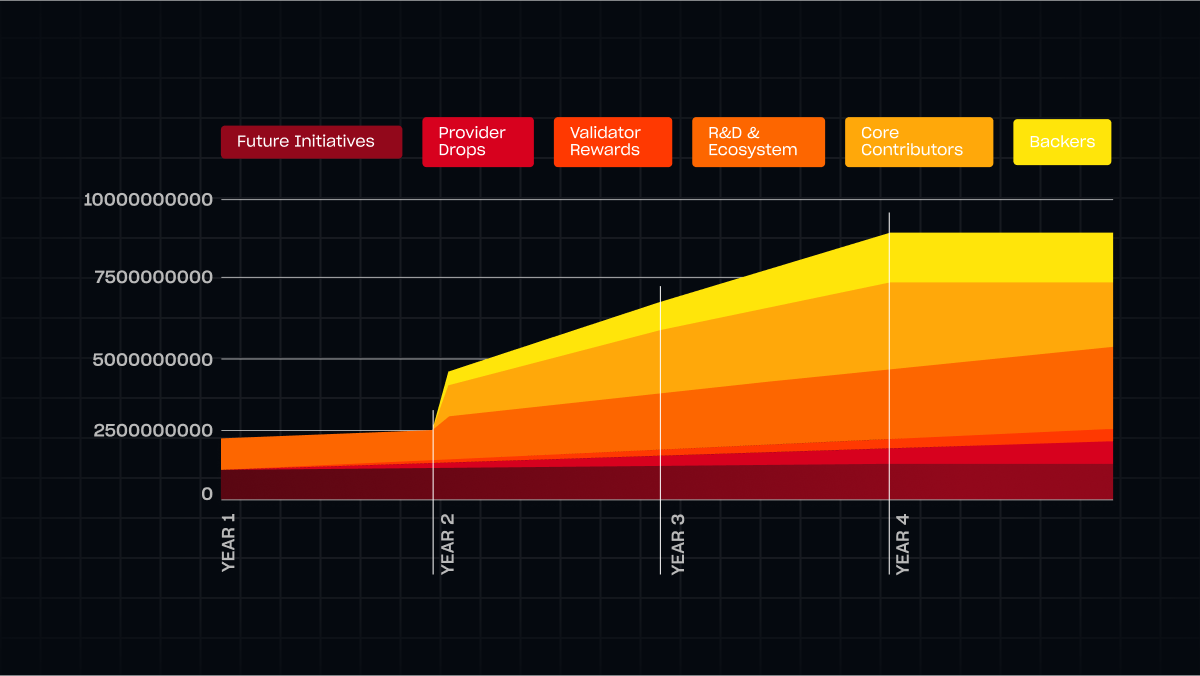 Future Initiatives
Provider
Drops
Validator
Rewards
R&D &
Ecosystem
Core
Contributors
Backers
10000000000
7500000000
5000000000
2500000000
0
YEAR 1
YEAR 2
YEAR 3
YEAR 4